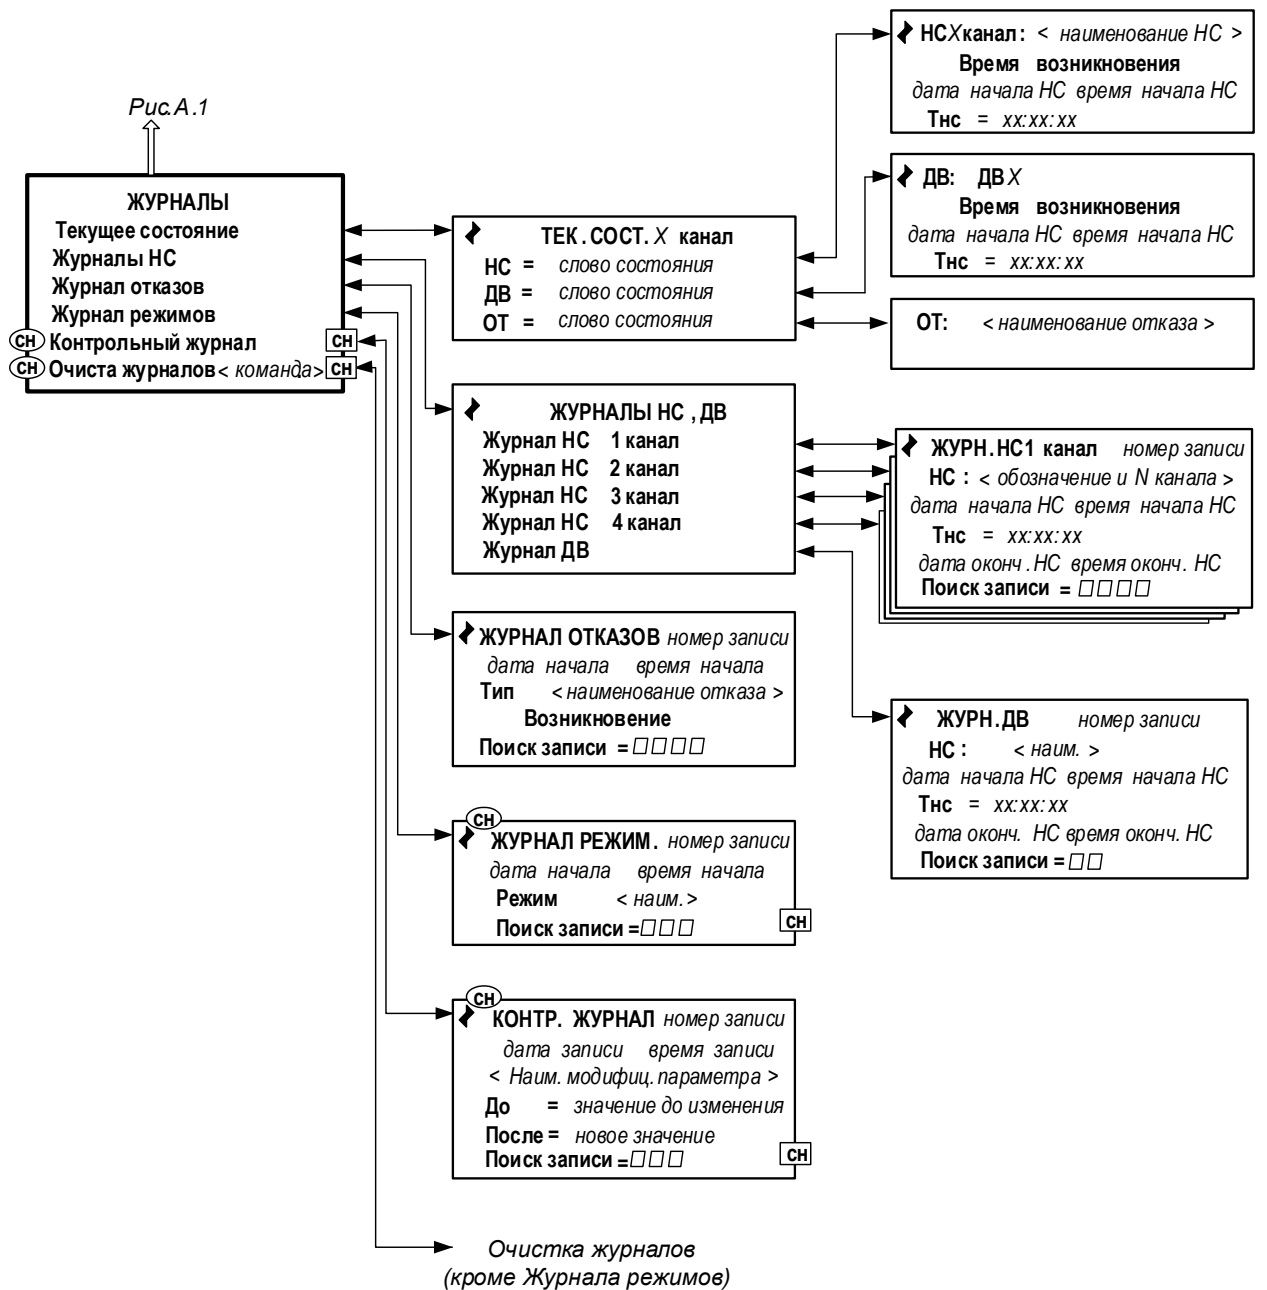 Рис.А.1
ЖУРНАЛЫ
Текущее состояние
Журналы НС
Журнал отказов
Журнал режимов
СН Контрольный журнал СН
СН Очиста журналов < команда> СН
ТЕК.СОСТ. X канал
НС = слово состояния
ДВ = слово состояния
ОТ = слово состояния
НСXканал: < наименование НС >
Время возникновения
дата начала НС время начала НС
Тнс = xx:xx:xx
ДВ: ДВX
Время возникновения
дата начала НС время начала НС
Тнс = xx:xx:xx
ОТ: < наименование отказа >
ЖУРНАЛЫ НС , ДВ
Журнал НС 1 канал
Журнал НС 2 канал
Журнал НС 3 канал
Журнал НС 4 канал
Журнал ДВ
ЖУРН.НС1 канал номер записи
НС : < обозначение и N канала >
дата начала НС время начала НС
Тнс = xx:xx:xx
дата оконч .НС время оконч. НС
Поиск записи = □□□□
ЖУРНАЛ ОТКАЗОВ номер записи
дата начала время начала
Тип < наименование отказа >
Возникновение
Поиск записи = □□□□
ЖУРН.ДВ номер записи
НС : < наим. >
дата начала НС время начала НС
Тнс = xx:xx:xx
дата оконч. НС время оконч. НС
Поиск записи = □□
СН
ЖУРНАЛ РЕЖИМ. номер записи
дата начала время начала
Режим < наим.>
Поиск записи = □□□ СН
СН
КОНТР. ЖУРНАЛ номер записи
дата записи время записи
< Наим. модифиц. параметра >
До = значение до изменения
После = новое значение
Поиск записи = □□□ СН
Очистка журналов
(кроме Журнала режимов)